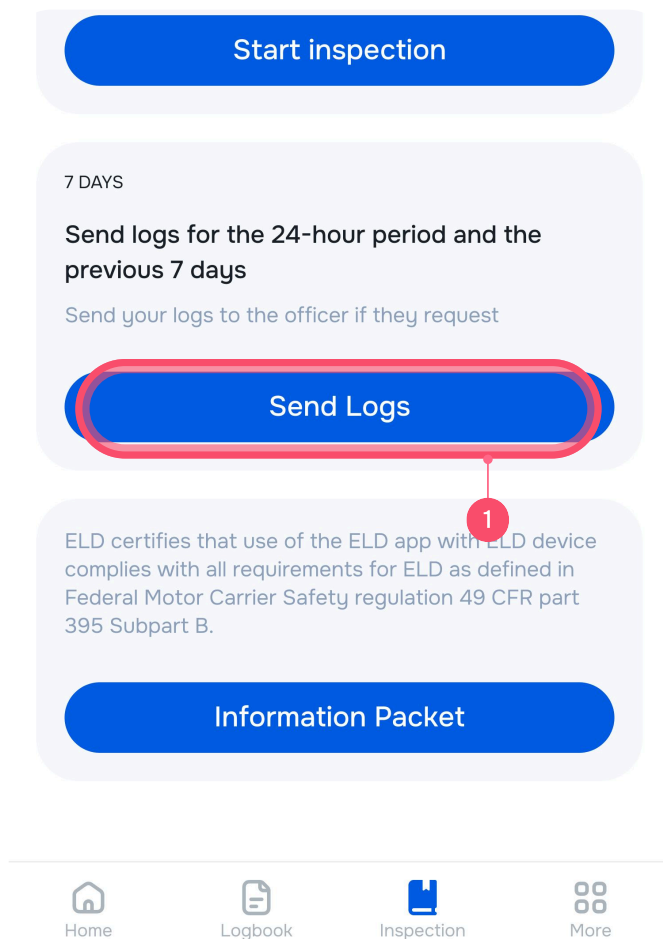 Start inspection
7 DAYS
Send logs for the 24-hour period and the
previous 7 days
Send your logs to the officer if they request
Send Logs
1
ELD certifies that use of the ELD app with ELD device
complies with all requirements for ELD as defined in
Federal Motor Carrier Safety regulation 49 CFR part
395 Subpart B.
Information Packet
Home Logbook Inspection More